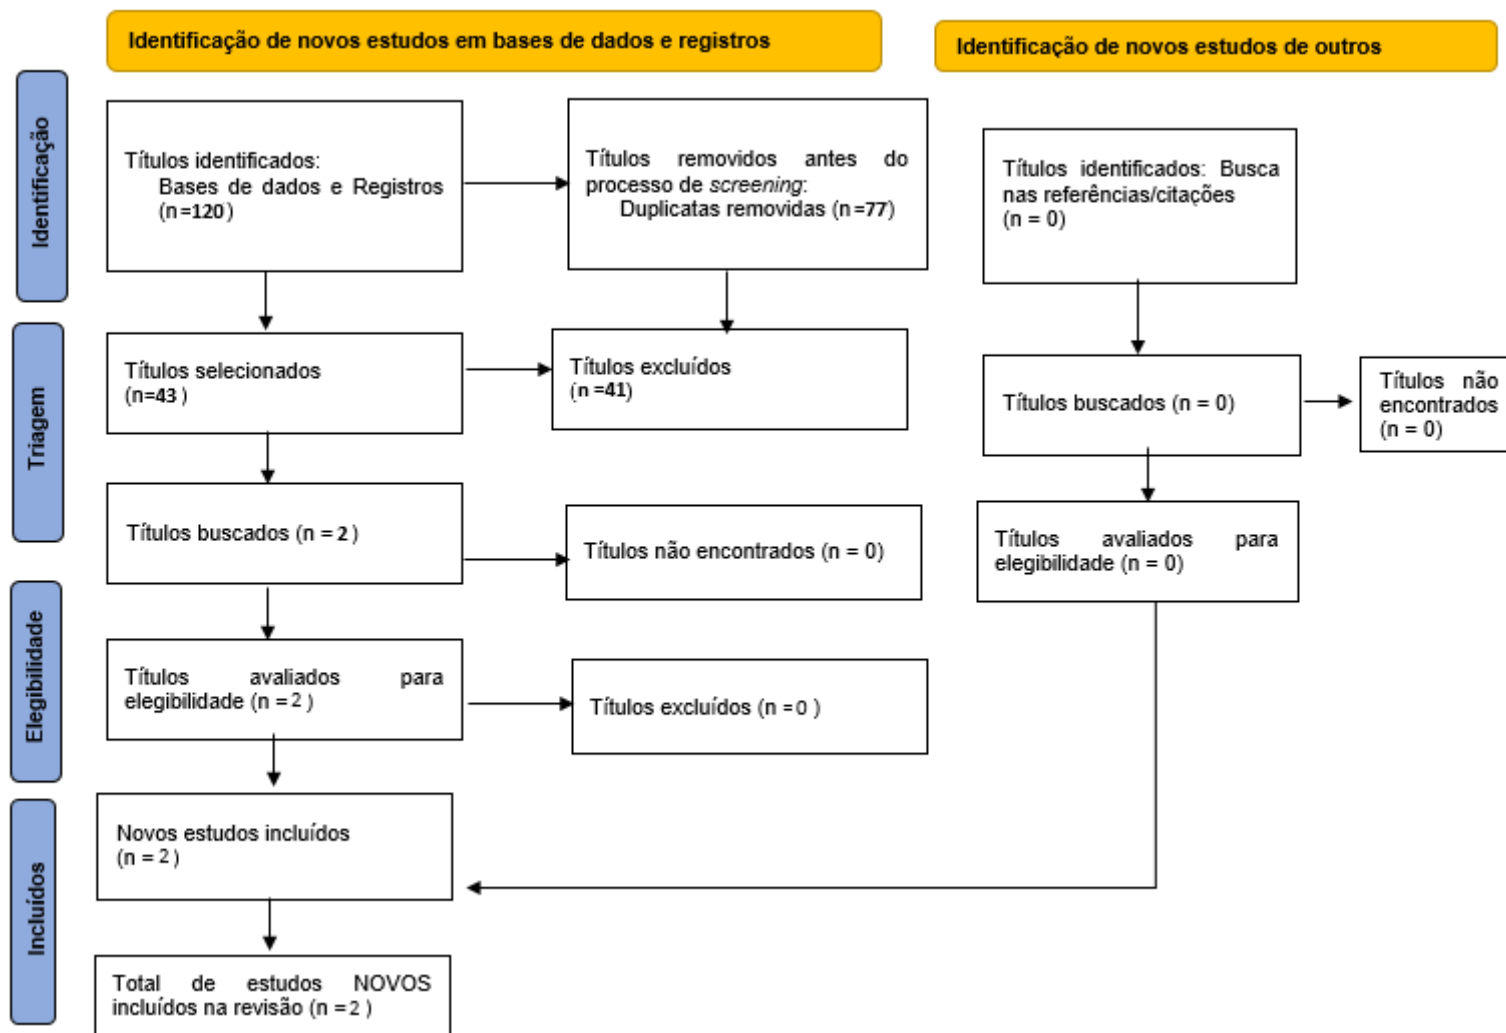 Identificação de novos estudos em bases de dados e registros
Identificação de novos estudos de outros
Identificação
Títulos identificados:
Bases de dados e Registros
(n=120)
Títulos removidos antes do
processo de screening:
Duplicatas removidas (n=77)
Títulos identificados: Busca
nas referências/citações
(n = 0)
Triagem
Títulos selecionados
(n=43)
Títulos excluídos
(n=41)
Títulos buscados (n = 0)
Títulos não
encontrados
(n = 0)
Títulos buscados (n = 2)
Títulos não encontrados (n = 0)
Títulos avaliados para
elegibilidade (n = 0)
Elegibilidade
Títulos avaliados para
elegibilidade (n = 2)
Títulos excluídos (n = 0 )
Incluídos
Novos estudos incluídos
(n = 2 )
Total de estudos NOVOS
incluídos na revisão (n = 2 )